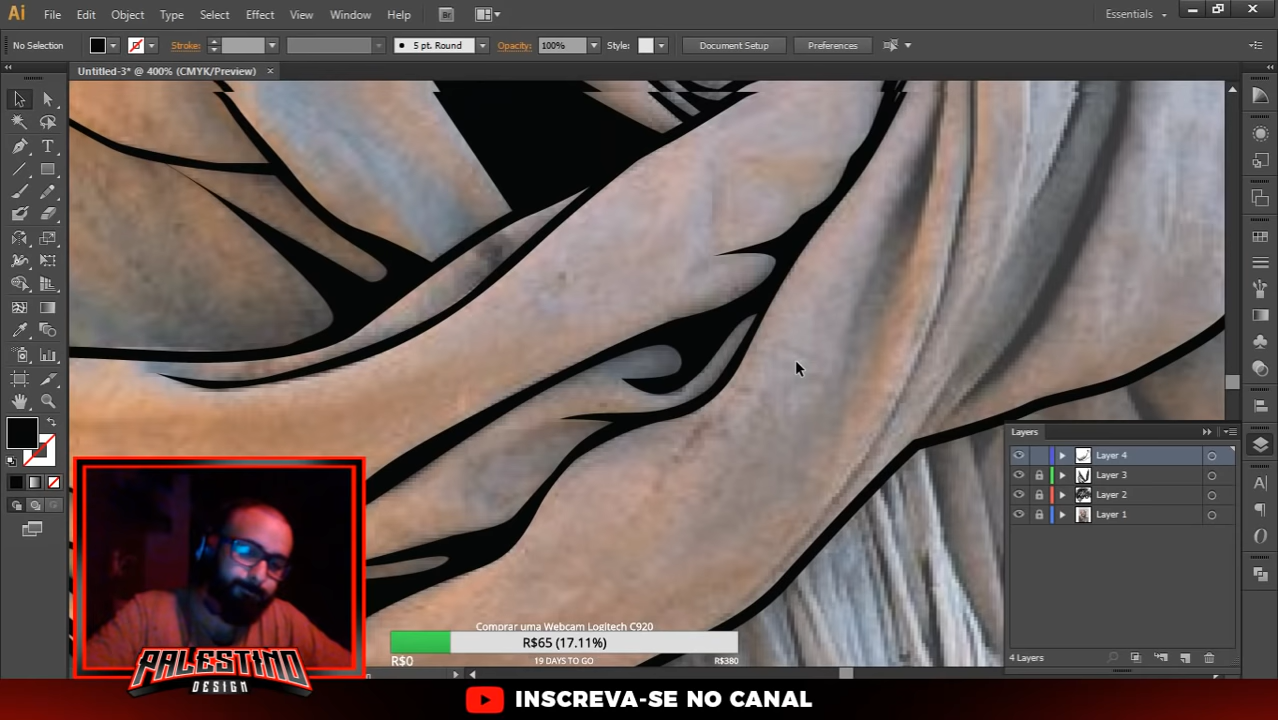 Ai File Edit Object Type Select Effect View Window Help Br Essentials
No Selection Stroke: 5 pt. Round Opacity: 100% Style: Document Setup Preferences
Untitled-3* @ 400% (CMYK/Preview) ×
Layers
Layer 4
Layer 3
Layer 2
Layer 1
4 Layers
Comprar uma Webcam Logitech C920
R$65 (17.11%)
R$0 19 DAYS TO GO R$380
PALESTINO
DESIGN
INSCREVA-SE NO CANAL